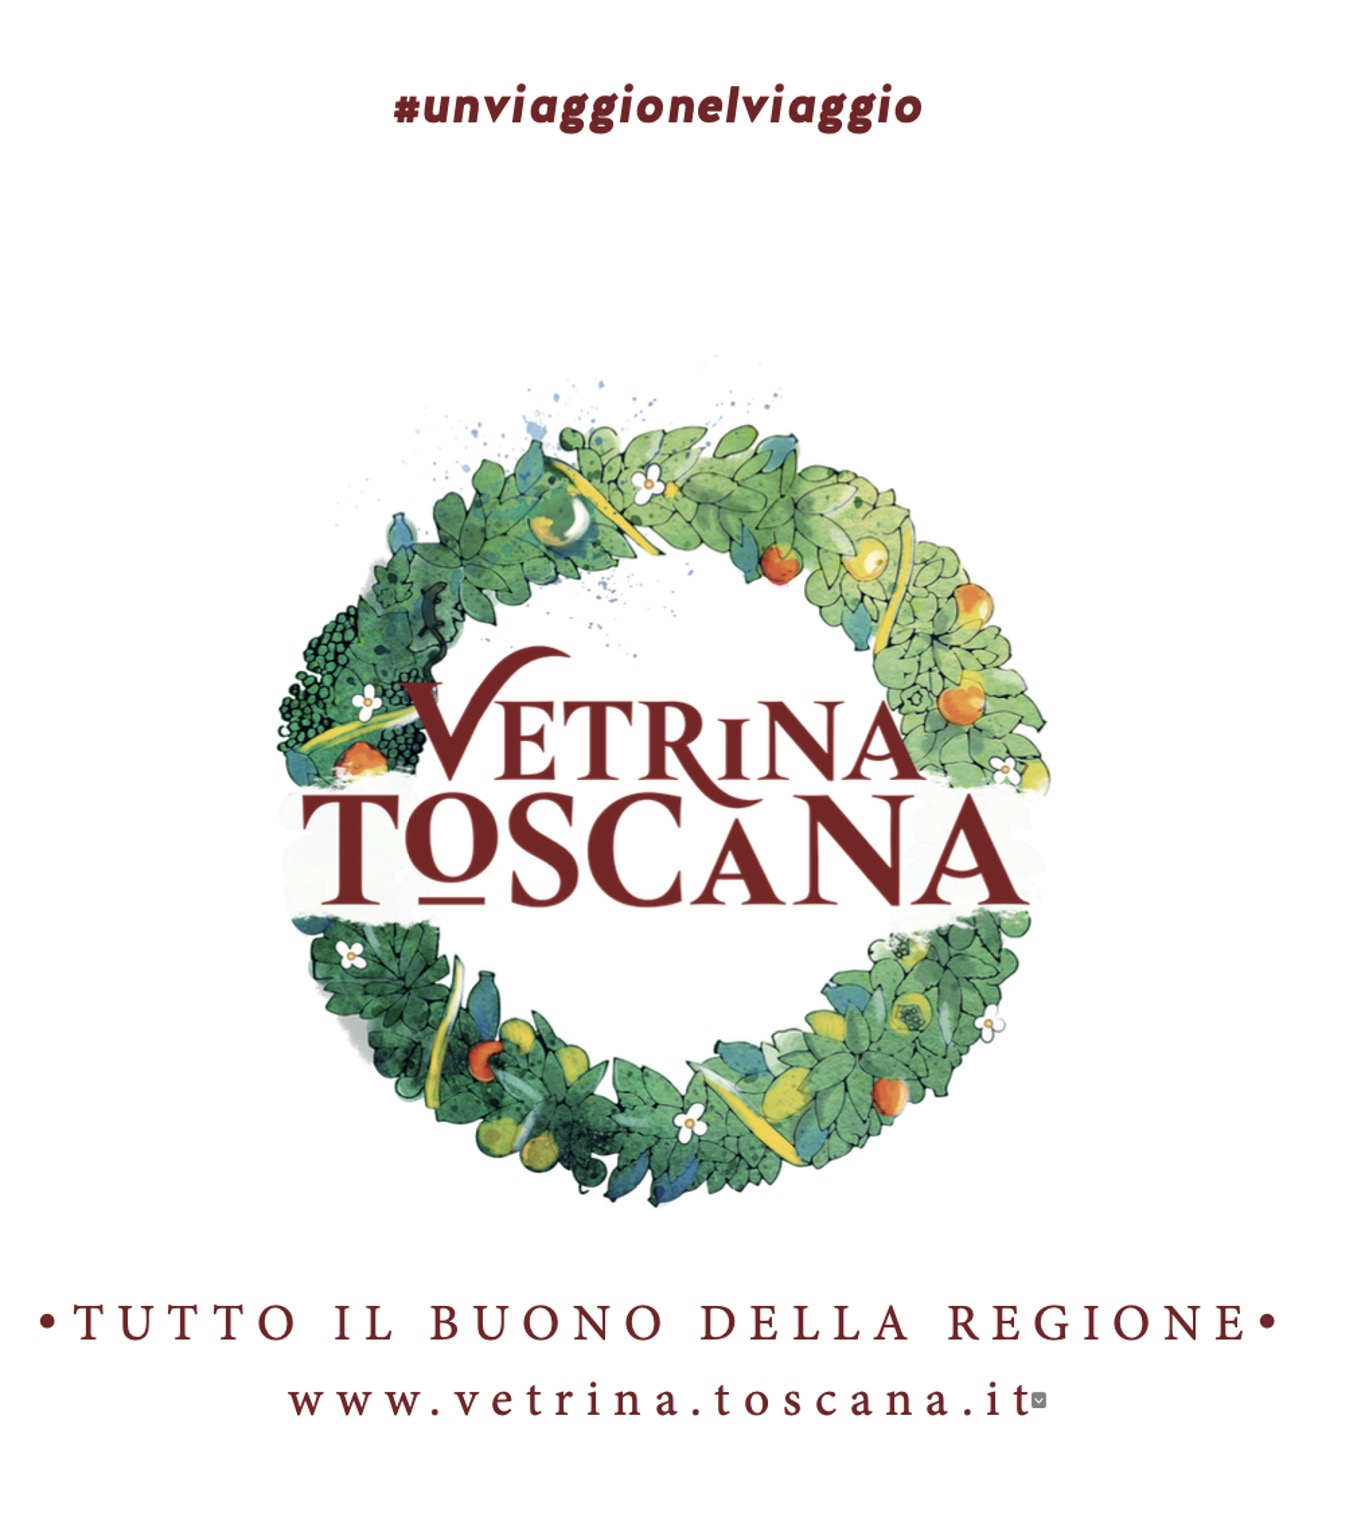 #unviaggionelviaggio
VETRINA
TOSCANA
•TUTTO IL BUONO DELLA REGIONE•
www.vetrina.toscana.it